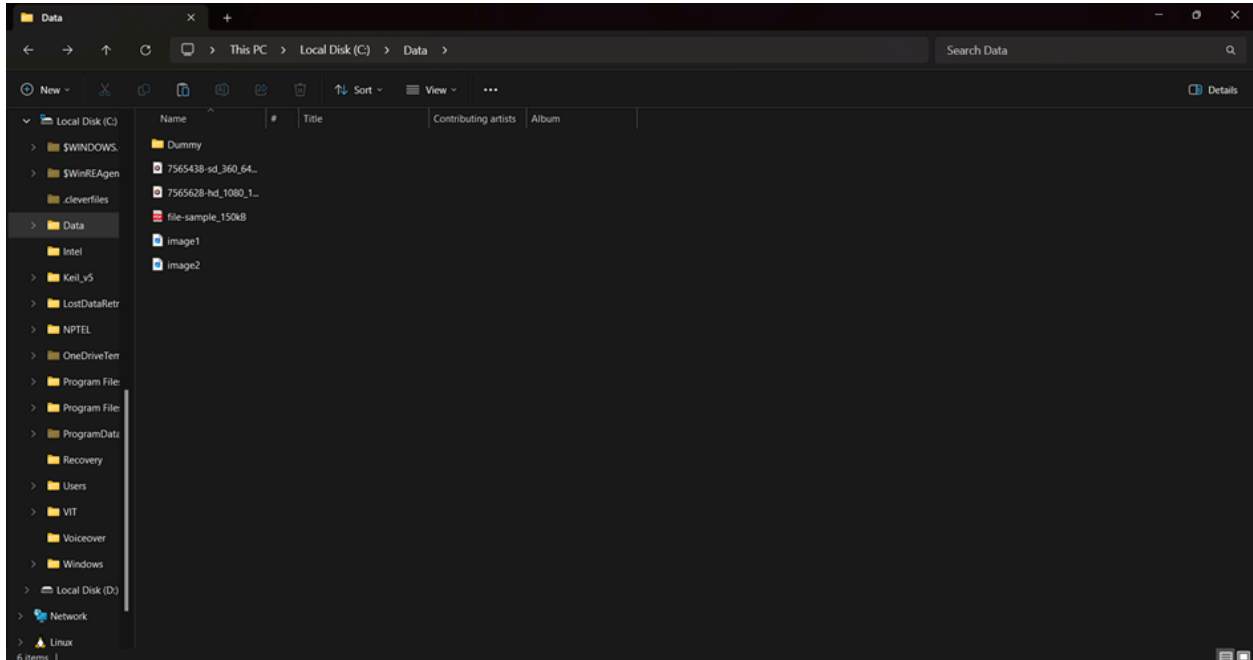 Data
This PC > Local Disk (C:) > Data >
Search Data
New
Sort
View
Details
Name # Title Contributing artists Album
Dummy
7565438-sd_360_64...
7565628-hd_1080_1...
file-sample_150kB
image1
image2
Local Disk (C:)
$WINDOWS.
$WinREAgen
.cleverfiles
Data
Intel
Keil_v5
LostDataRetr
NPTEL
OneDriveTem
Program Files
Program Files
ProgramData
Recovery
Users
VIT
Voiceover
Windows
Local Disk (D:)
Network
Linux
6 items